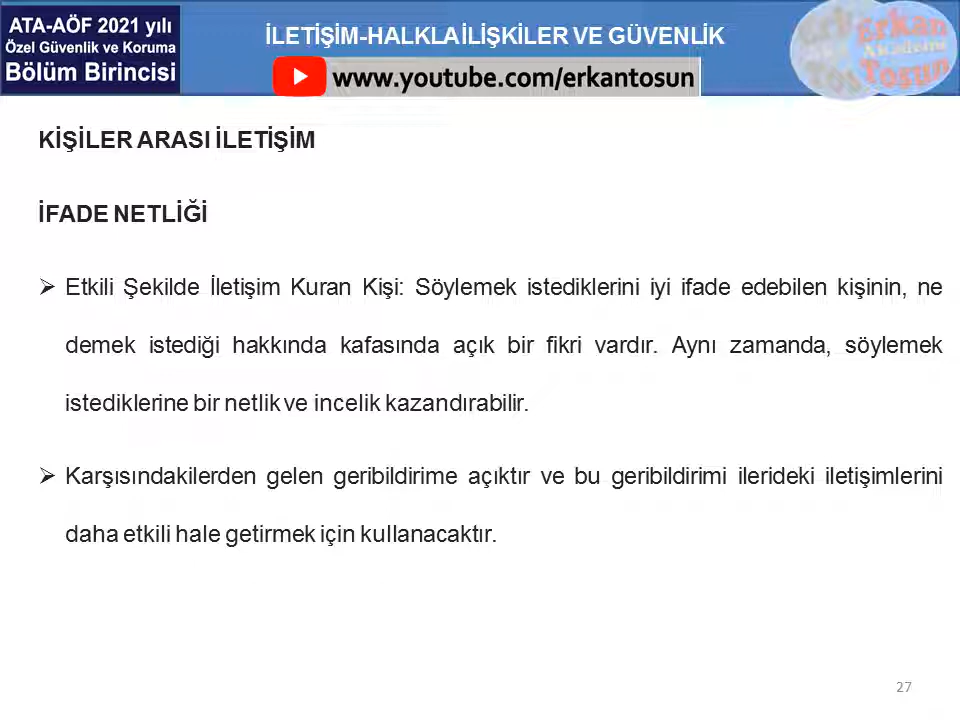 ATA-AÖF 2021 yılı
Özel Güvenlik ve Koruma
Bölüm Birincisi
İLETİŞİM-HALKLA İLİŞKİLER VE GÜVENLİK
www.youtube.com/erkantosun
Erkan
Akademi
Tosun
KİŞİLER ARASI İLETİŞİM
İFADE NETLİĞİ
➢ Etkili Şekilde İletişim Kuran Kişi: Söylemek istediklerini iyi ifade edebilen kişinin, ne
demek istediği hakkında kafasında açık bir fikri vardır. Aynı zamanda, söylemek
istediklerine bir netlik ve incelik kazandırabilir.
➢ Karşısındakilerden gelen geribildirime açıktır ve bu geribildirimi ilerideki iletişimlerini
daha etkili hale getirmek için kullanacaktır.
27